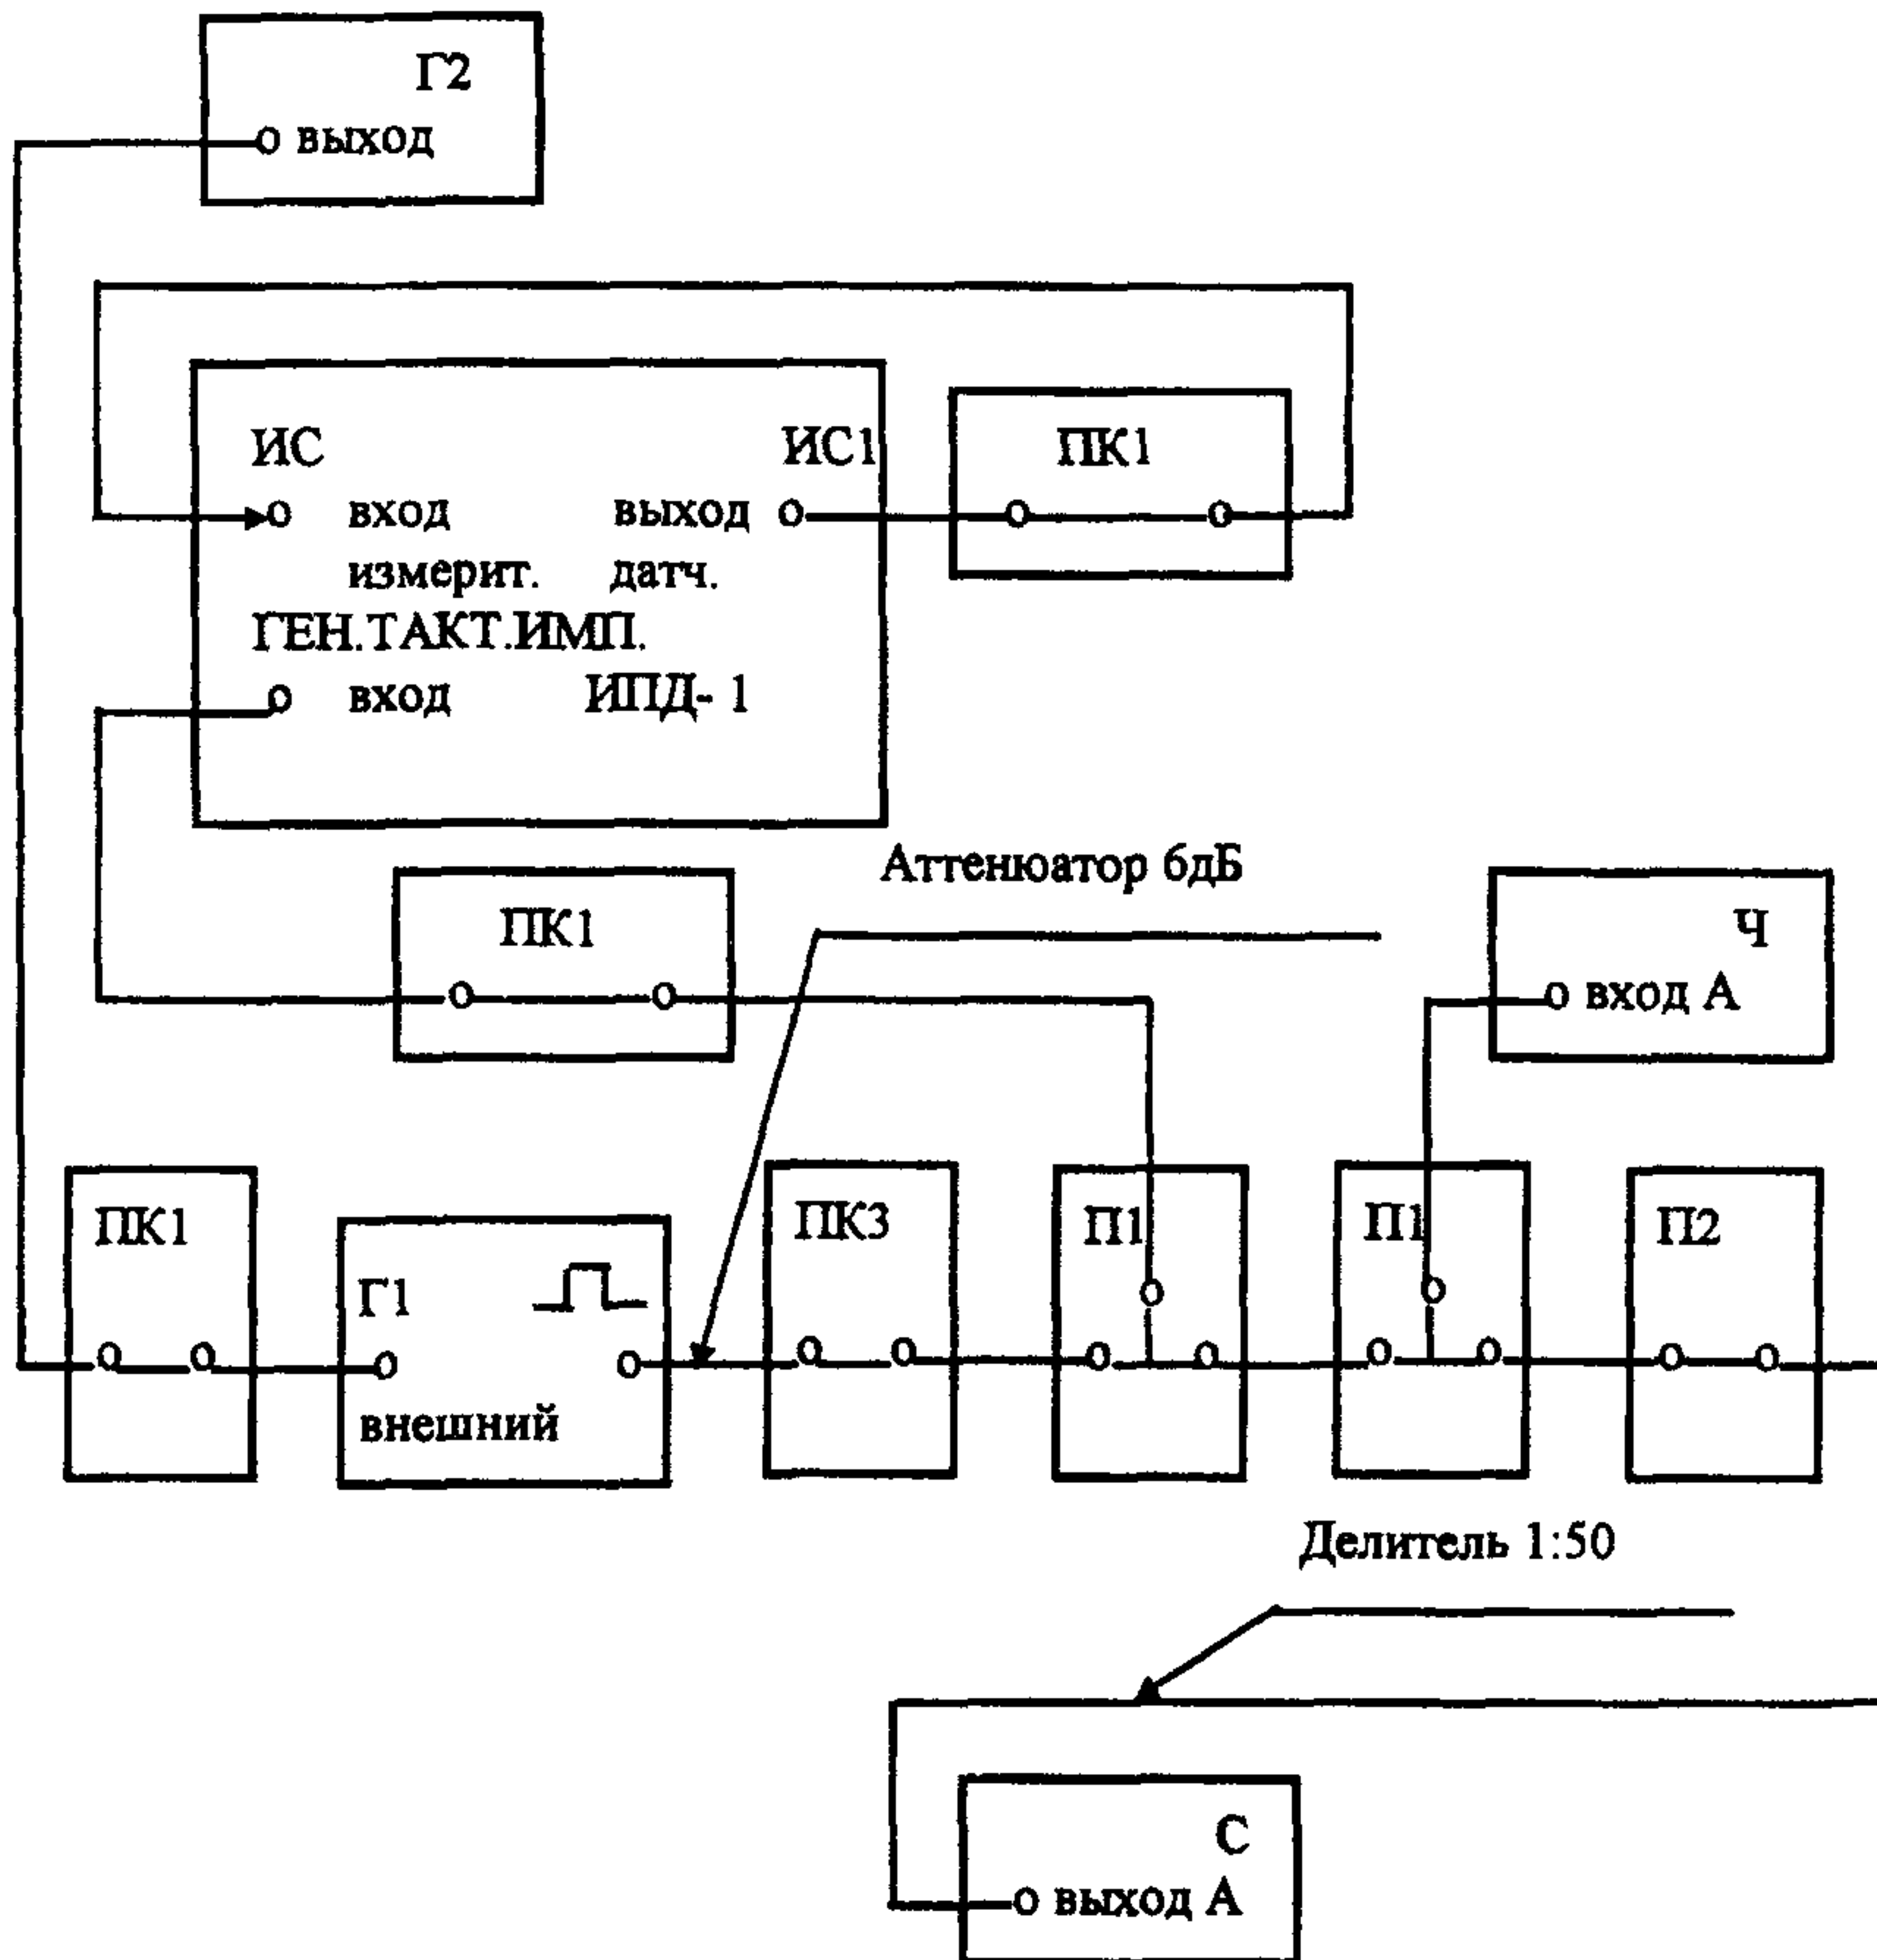 Г2
выход
ИС ИС1
вход выход
измерит. датч.
ГЕН.ТАКТ.ИМП.
вход ИПД- 1
ПК1
Аттенюатор 6дБ
ПК1
Ч
вход А
ПК1
Г1
внешний
ПК3
П1
П1
П2
Делитель 1:50
С
выход А